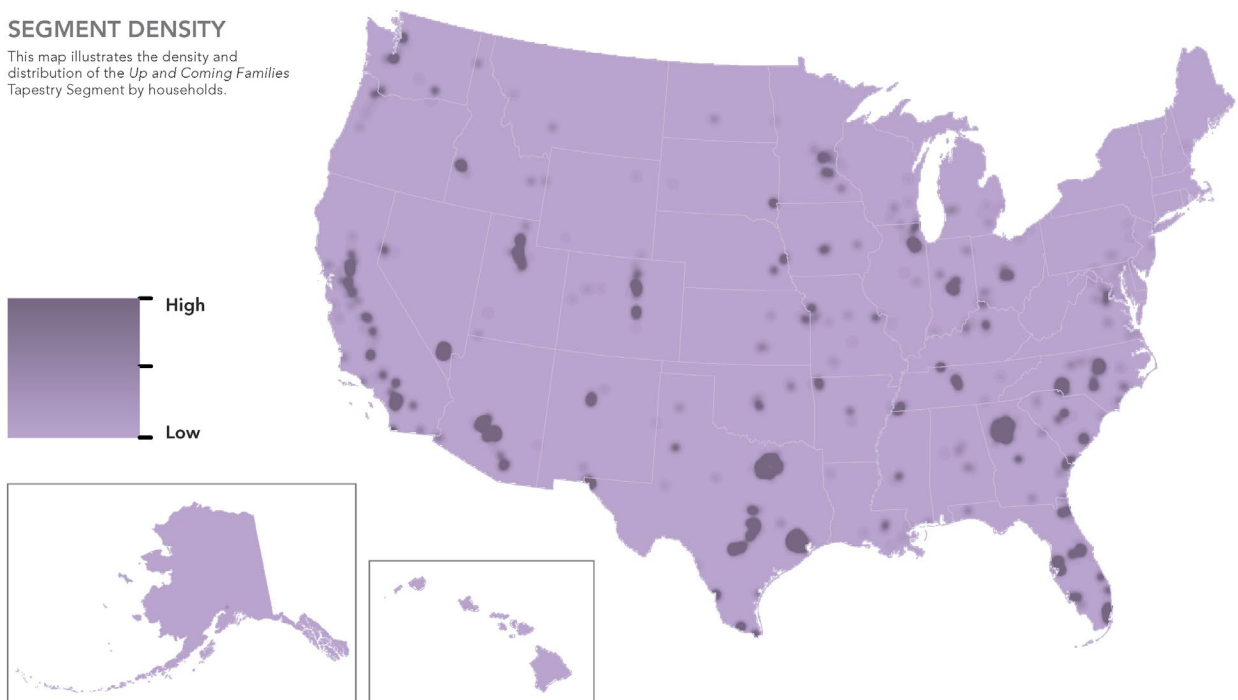 SEGMENT DENSITY
This map illustrates the density and
distribution of the Up and Coming Families
Tapestry Segment by households.
High
Low